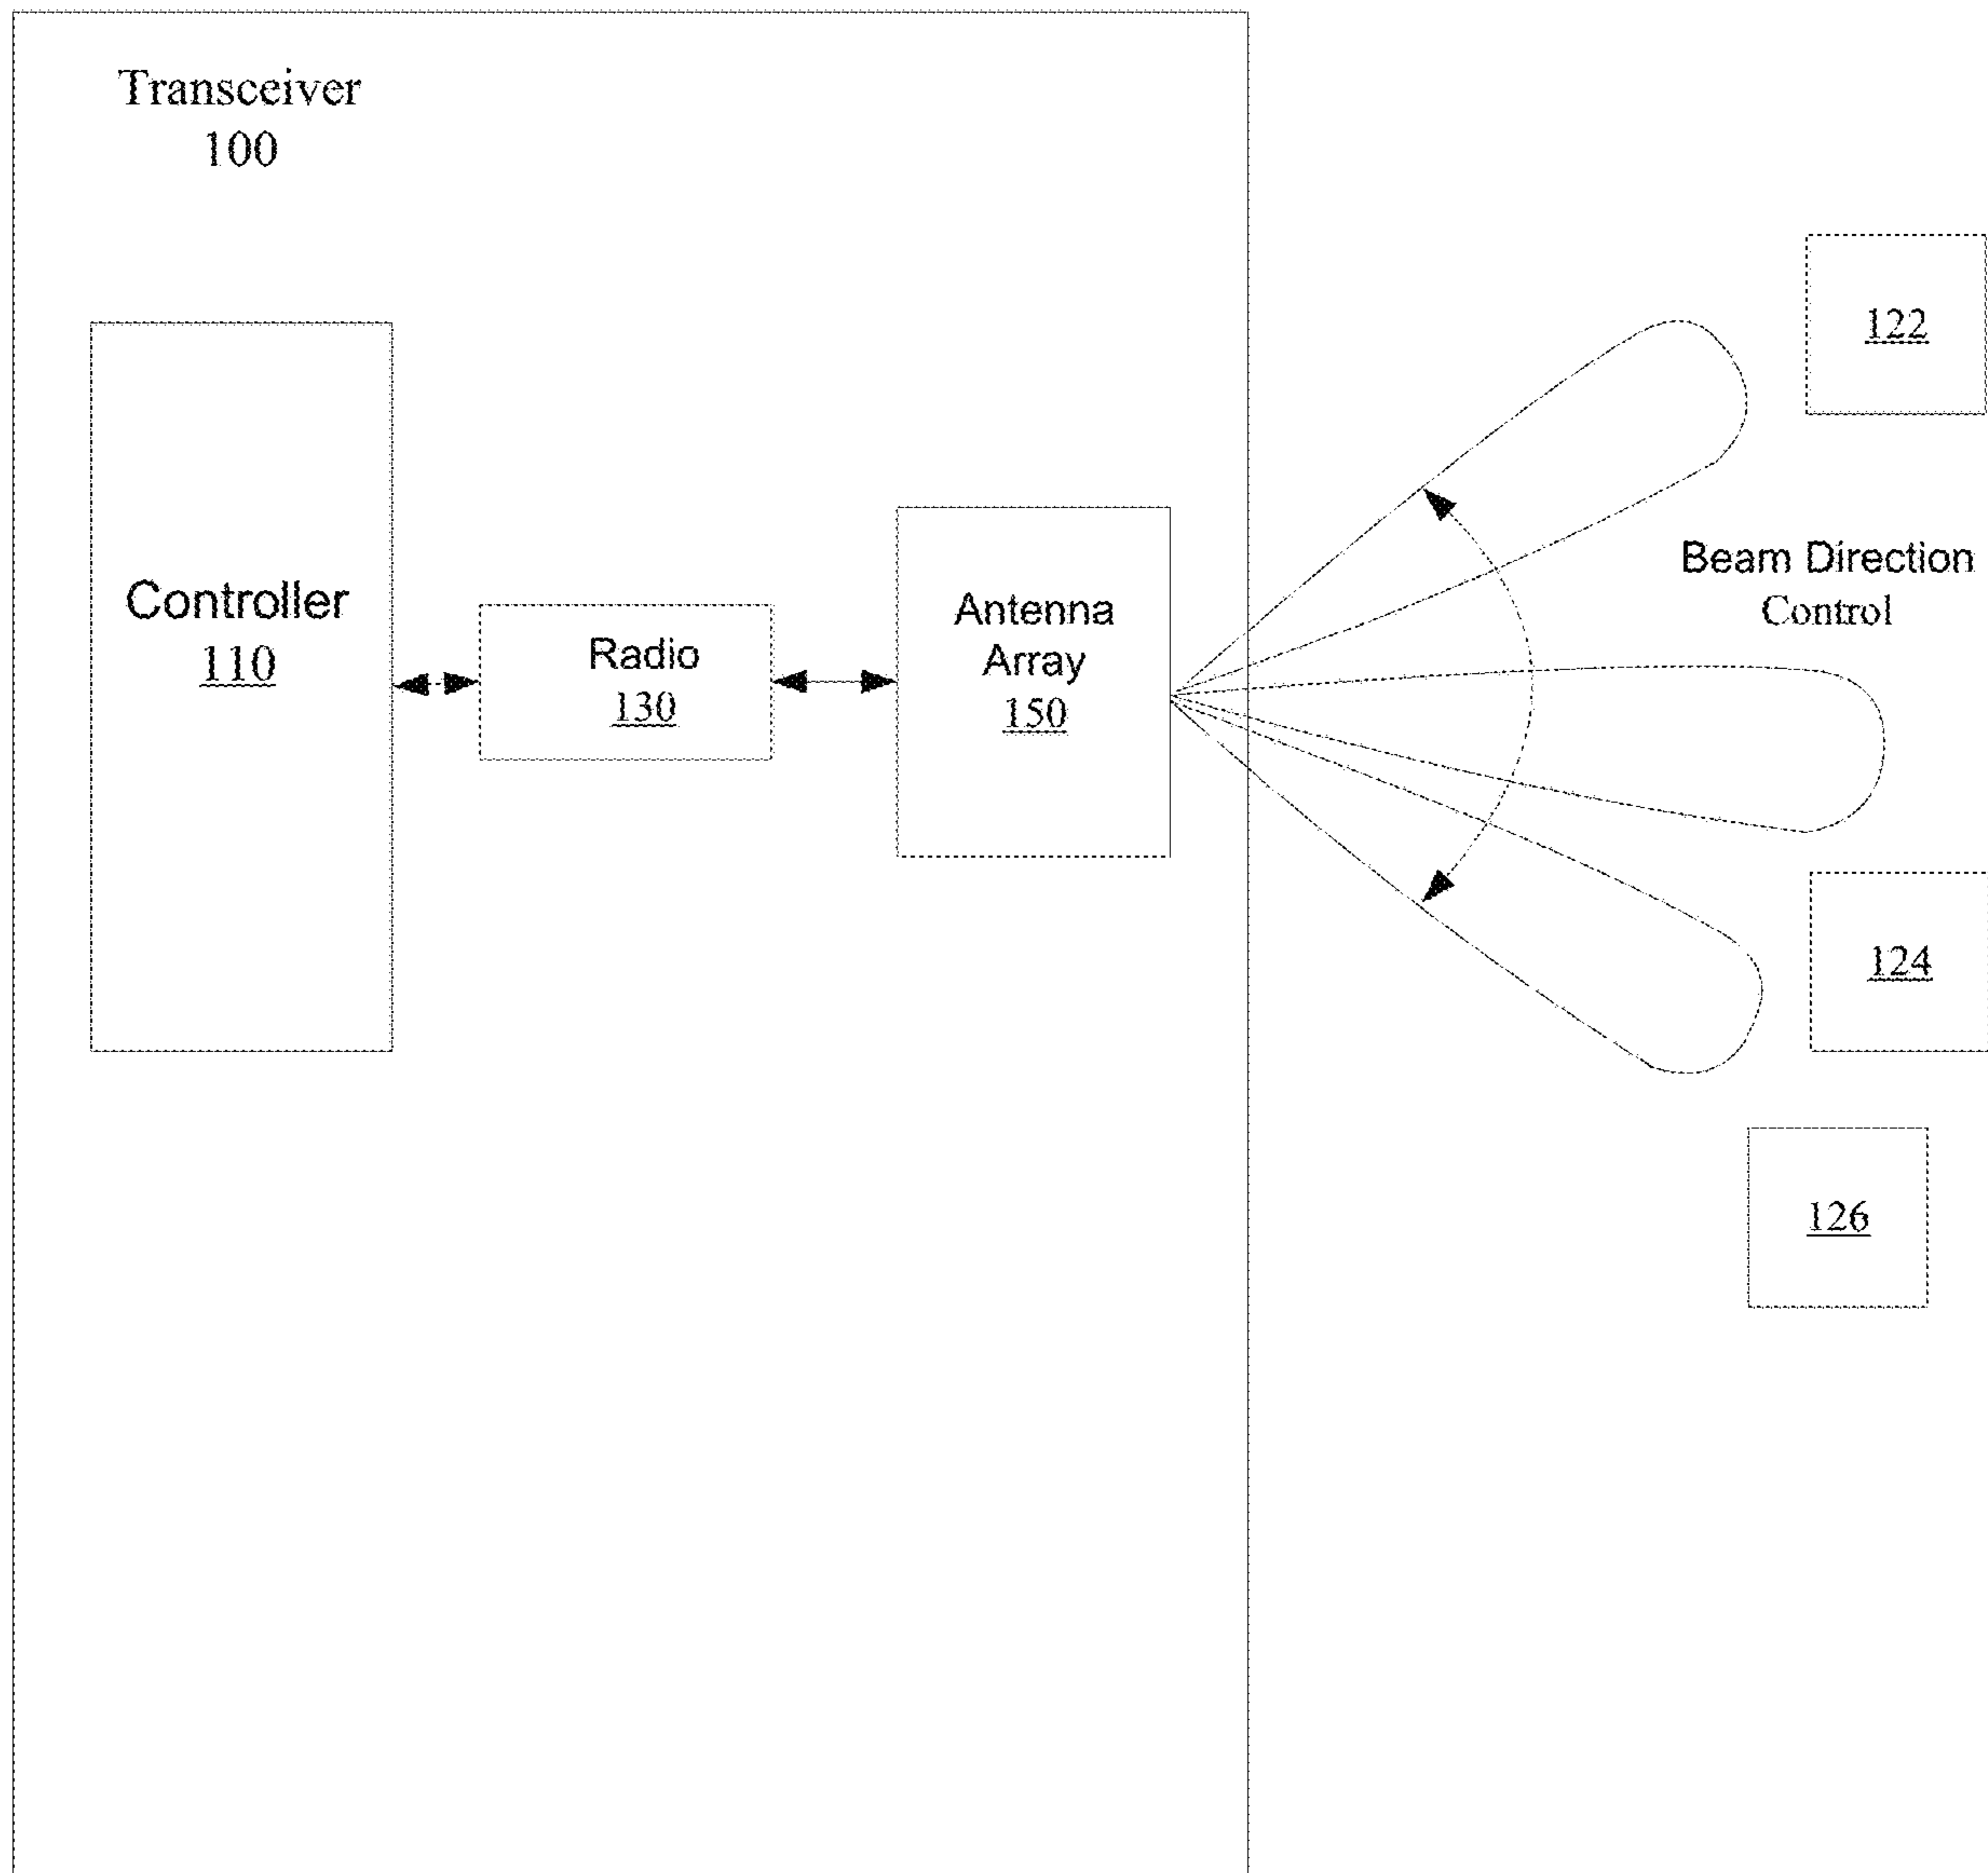 Transceiver
100
122
Beam Direction
Control
Controller
110
Radio
130
Antenna
Array
150
124
126